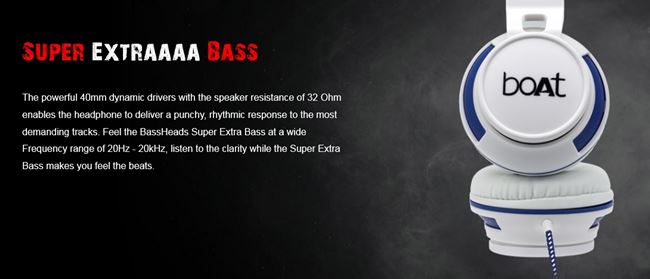 Super Extraaaa Bass
The powerful 40mm dynamic drivers with the speaker resistance of 32 Ohm
enables the headphone to deliver a punchy, rhythmic response to the most
demanding tracks. Feel the BassHeads Super Extra Bass at a wide
Frequency range of 20Hz - 20kHz, listen to the clarity while the Super Extra
Bass makes you feel the beats.
boAt